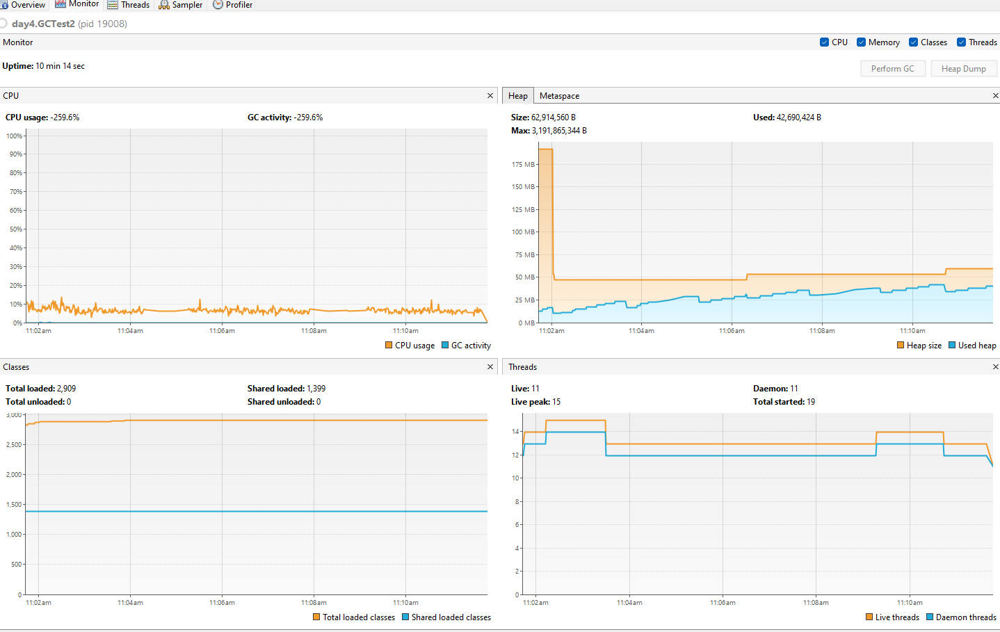 Overview Monitor Threads Sampler Profiler
day4.GCTest2 (pid 19008)
Monitor
CPU Memory Classes Threads
Uptime: 10 min 14 sec
Perform GC Heap Dump
CPU
CPU usage: -259.6% GC activity: -259.6%
100%
90%
80%
70%
60%
50%
40%
30%
20%
10%
0%
11:02am 11:04am 11:06am 11:08am 11:10am
CPU usage GC activity
Heap Metaspace
Size: 62,914,560 B Used: 42,690,424 B
Max: 3,191,865,344 B
175 MB
150 MB
125 MB
100 MB
75 MB
50 MB
25 MB
0 MB
11:02am 11:04am 11:06am 11:08am 11:10am
Heap size Used heap
Classes
Total loaded: 2,909 Shared loaded: 1,399
Total unloaded: 0 Shared unloaded: 0
3,000
2,500
2,000
1,500
1,000
500
0
11:02am 11:04am 11:06am 11:08am 11:10am
Total loaded classes Shared loaded classes
Threads
Live: 11 Daemon: 11
Live peak: 15 Total started: 19
14
12
10
8
6
4
2
0
11:02am 11:04am 11:06am 11:08am 11:10am
Live threads Daemon threads